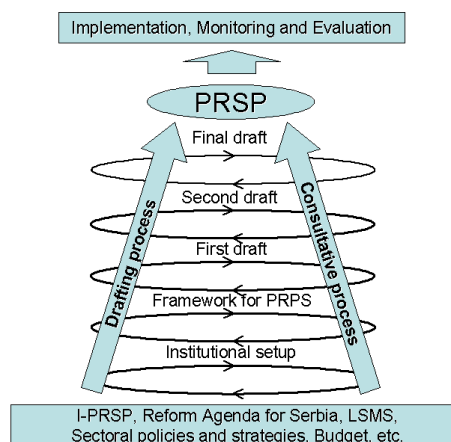 Implementation, Monitoring and Evaluation
PRSP
Final draft
Second draft
First draft
Framework for PRPS
Institutional setup
Drafting process
Consultative process
I-PRSP, Reform Agenda for Serbia, LSMS,
Sectoral policies and strategies, Budget, etc.